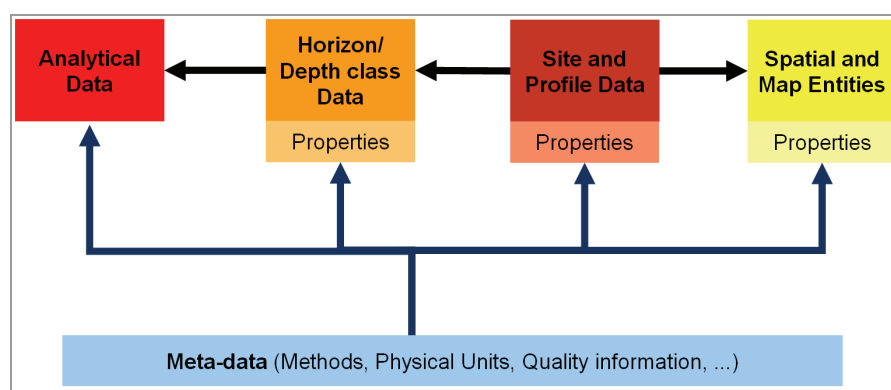 Analytical
Data
Horizon/
Depth class
Data
Properties
Site and
Profile Data
Properties
Spatial and
Map Entities
Properties
Meta-data (Methods, Physical Units, Quality information, ...)